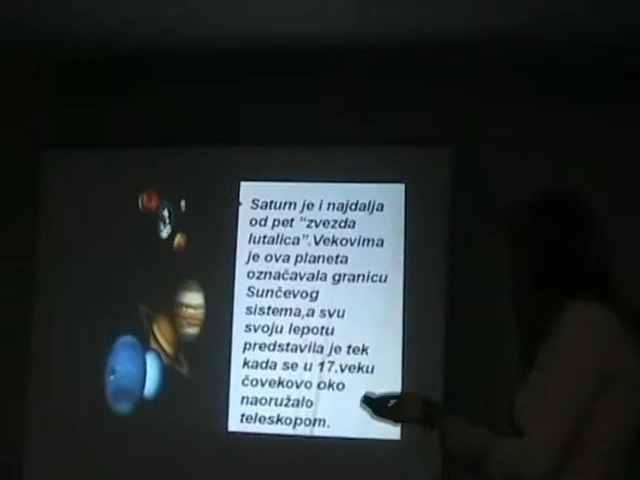 Saturn je i najdalja
od pet "zvezda
lutalica".Vekovima
je ova planeta
označavala granicu
Sunčevog
sistema,a svu
svoju lepotu
predstavila je tek
kada se u 17.veku
čovekovo oko
naoružalo
teleskopom.